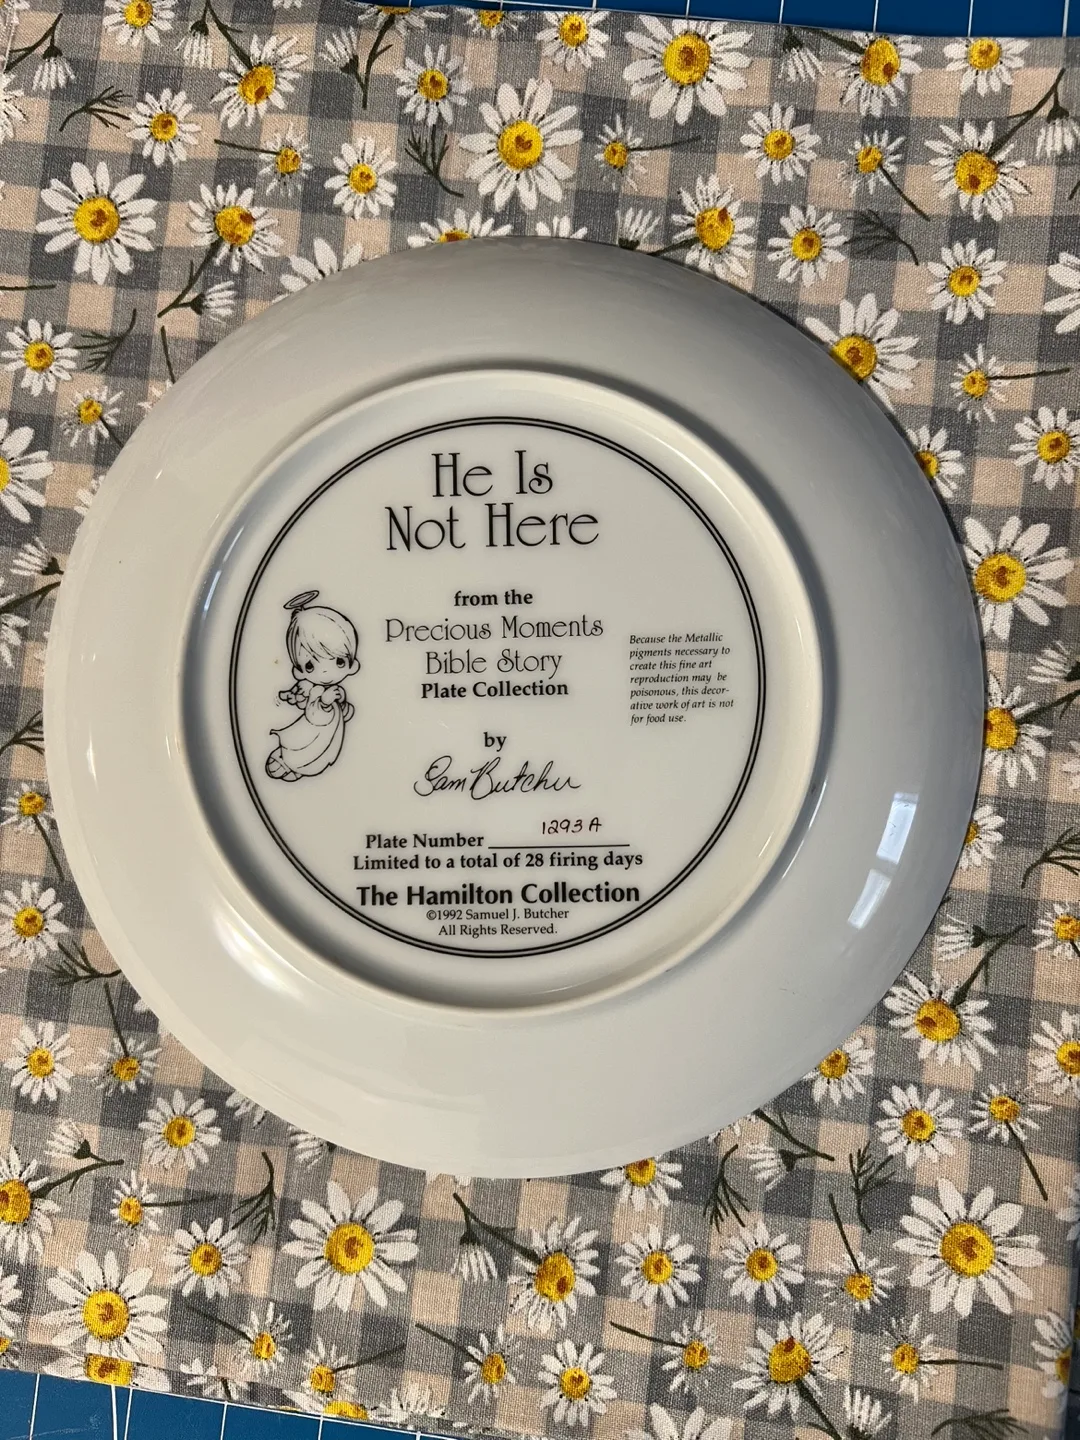 He Is
Not Here
from the
Precious Moments
Bible Story
Plate Collection
Because the Metallic
pigments necessary to
create this fine art
reproduction may be
poisonous, this decor-
ative work of art is not
for food use.
by
Sam Butcher
Plate Number 1293 A
Limited to a total of 28 firing days
The Hamilton Collection
©1992 Samuel J. Butcher
All Rights Reserved.